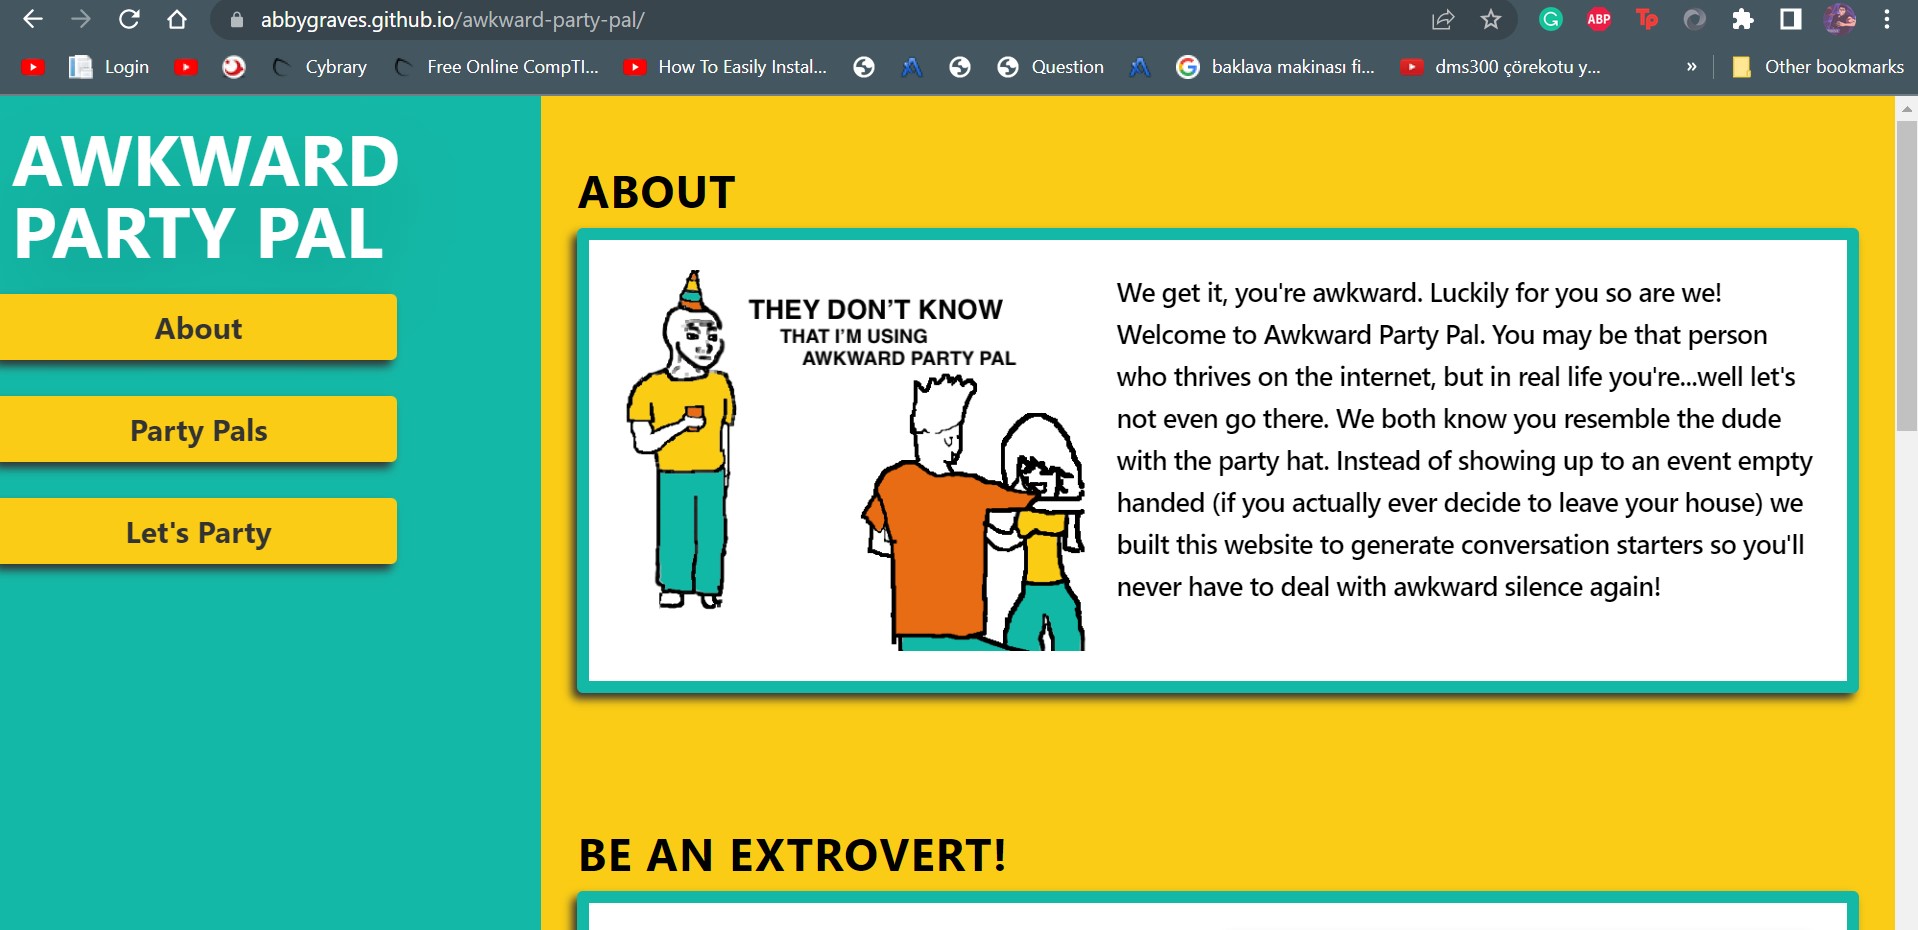 abbygraves.github.io/awkward-party-pal/
ABP
Login
Cybrary
Free Online CompTI...
How To Easily Instal...
Question
baklava makinası fi...
dms300 çörekotu y...
»
Other bookmarks
AWKWARD
PARTY PAL
About
Party Pals
Let's Party
ABOUT
THEY DON'T KNOW
THAT I'M USING
AWKWARD PARTY PAL
We get it, you're awkward. Luckily for you so are we!
Welcome to Awkward Party Pal. You may be that person
who thrives on the internet, but in real life you're...well let's
not even go there. We both know you resemble the dude
with the party hat. Instead of showing up to an event empty
handed (if you actually ever decide to leave your house) we
built this website to generate conversation starters so you'll
never have to deal with awkward silence again!
BE AN EXTROVERT!